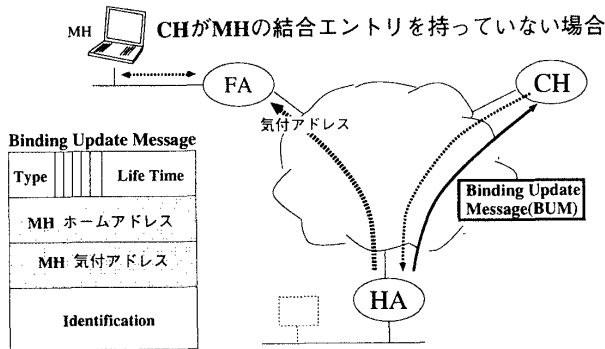 MH
CHがMHの結合エントリを持っていない場合
FA
CH
気付アドレス
Binding Update Message
Type Life Time
MH ホームアドレス
MH 気付アドレス
Identification
Binding Update
Message(BUM)
HA